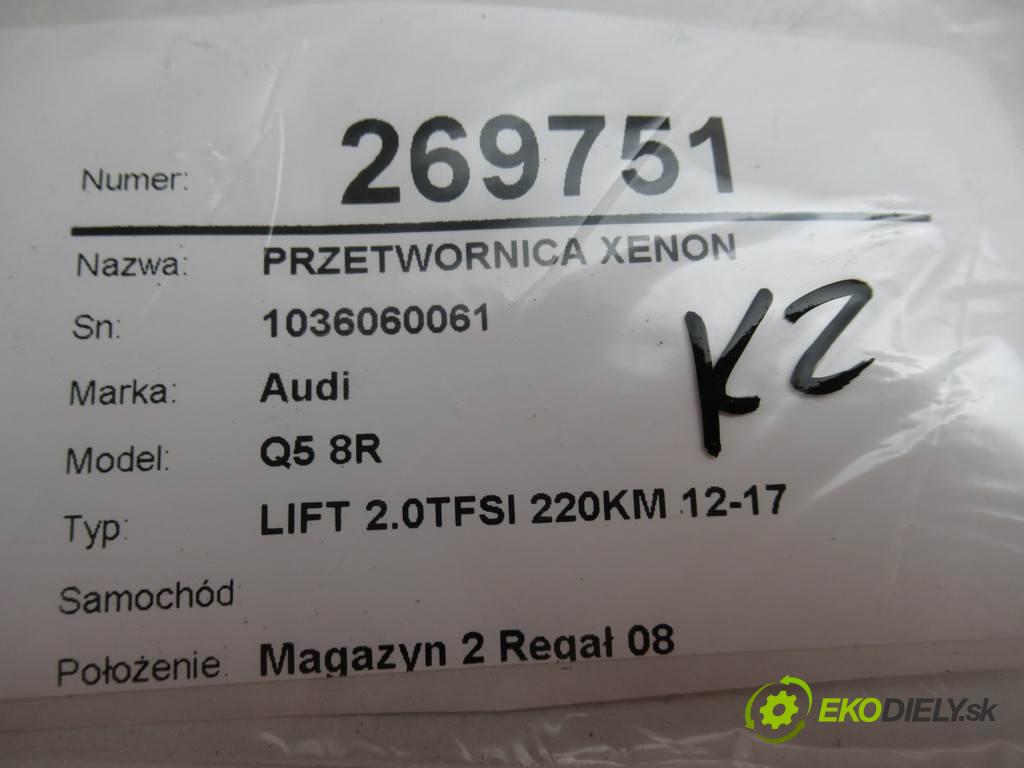 Numer: 269751
Nazwa: PRZETWORNICA XENON
Sn: 1036060061
K2
Marka: Audi
Model: Q5 8R
Typ: LIFT 2.0TFSI 220KM 12-17
Samochód
Położenie: Magazyn 2 Regał 08
EKODIELY.sk